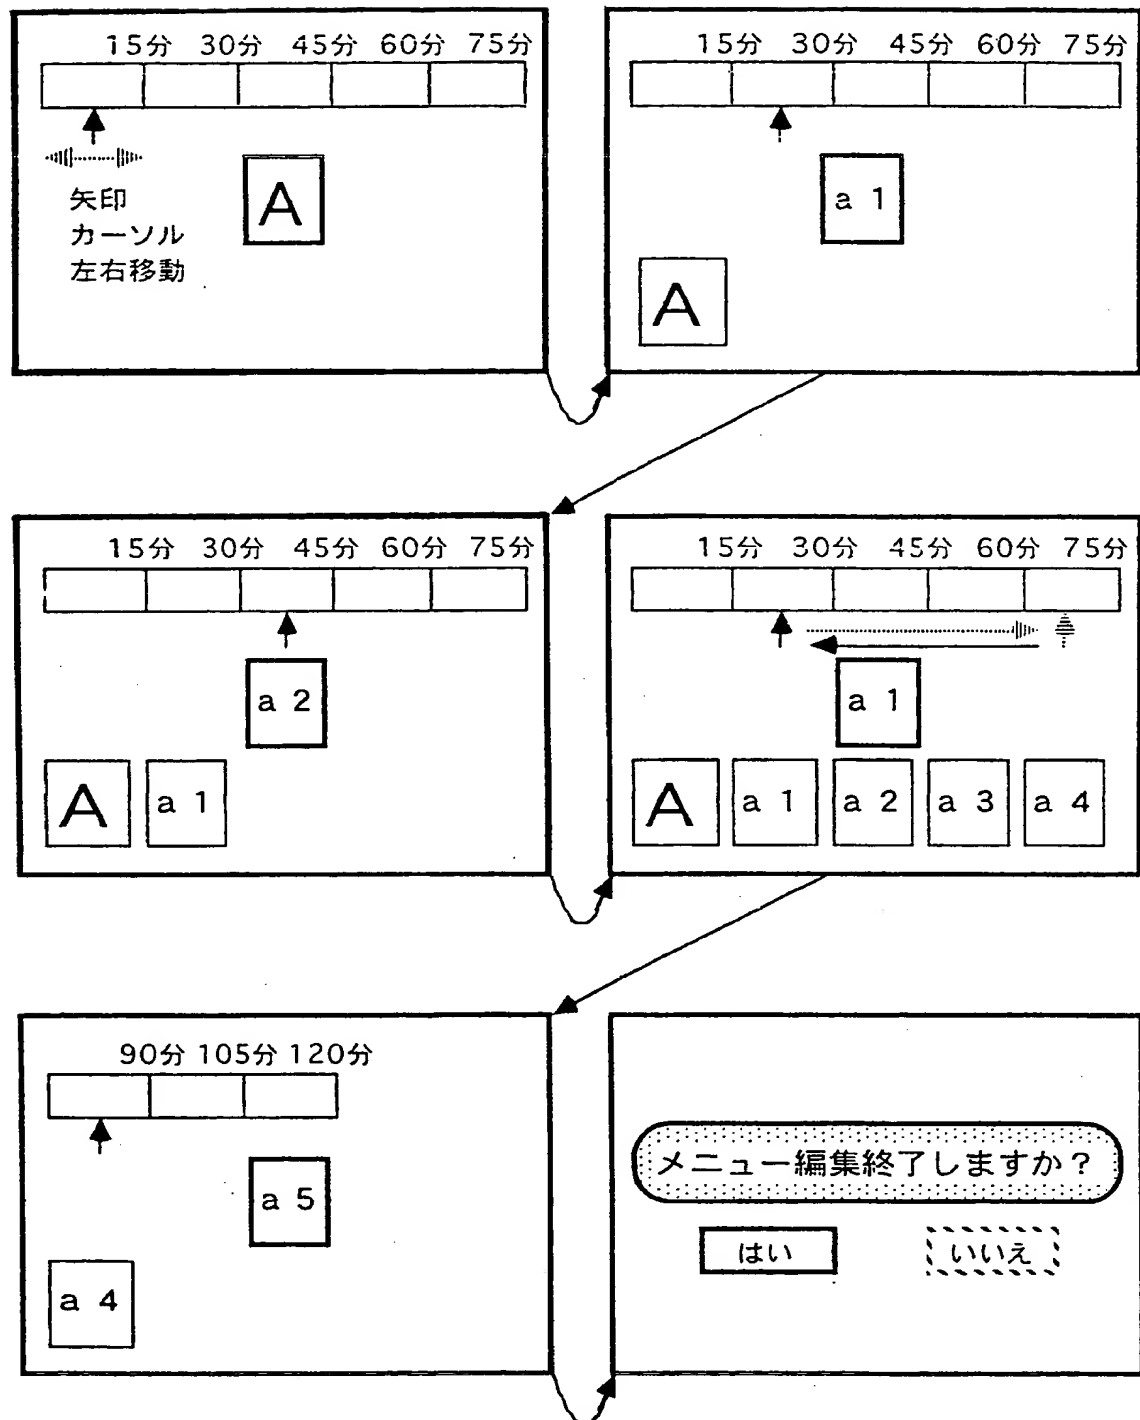 15分 30分 45分 60分 75分
矢印
カーソル
左右移動
A
15分 30分 45分 60分 75分
a 1
A
15分 30分 45分 60分 75分
a 2
A a 1
15分 30分 45分 60分 75分
a 1
A a 1 a 2 a 3 a 4
90分 105分 120分
a 5
a 4
メニュー編集終了しますか？
はい いいえ